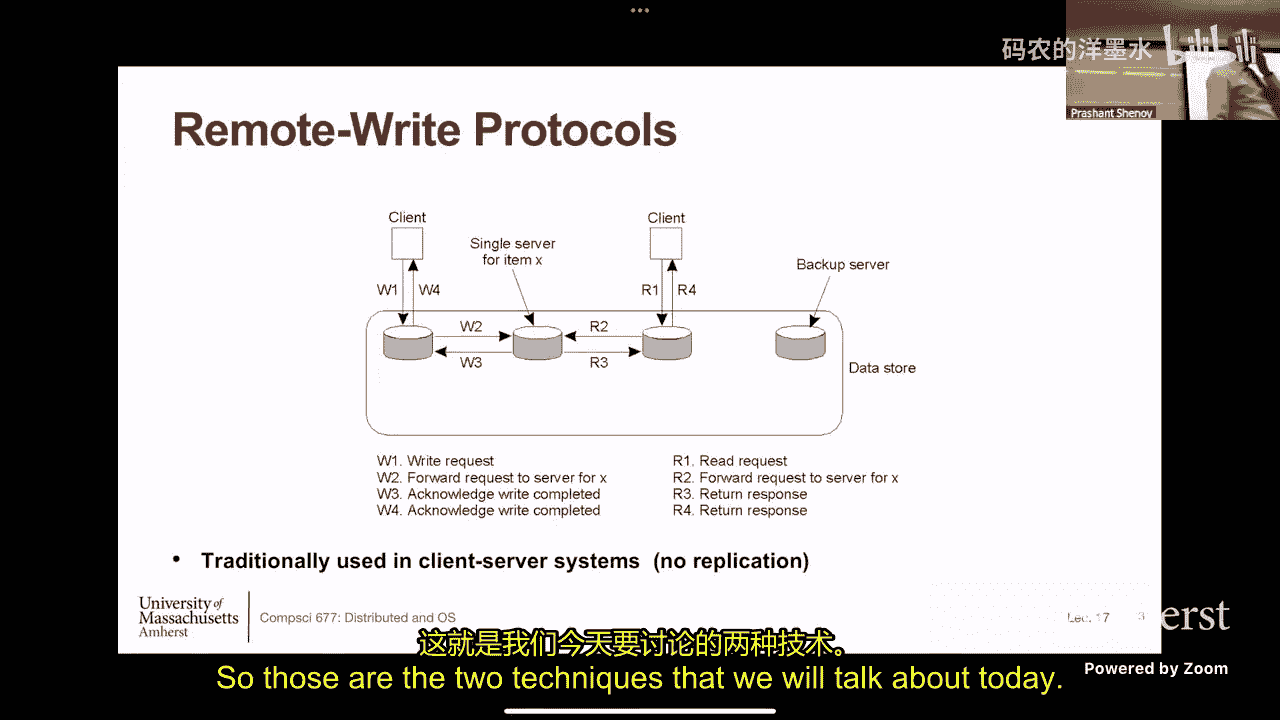 码农的洋墨水 bilibili
Prashant Shenoy
Remote-Write Protocols
Client
Client
Single server
for item x
Backup server
W1
W4
R1
R4
W2
R2
W3
R3
Data store
W1. Write request
W2. Forward request to server for x
W3. Acknowledge write completed
W4. Acknowledge write completed
R1. Read request
R2. Forward request to server for x
R3. Return response
R4. Return response
• Traditionally used in client-server systems (no replication)
University of
Massachusetts
Amherst
Compsci 677: Distributed and OS
Lec. 17
3
erst
这就是我们今天要讨论的两种技术。
So those are the two techniques that we will talk about today.
Powered by Zoom